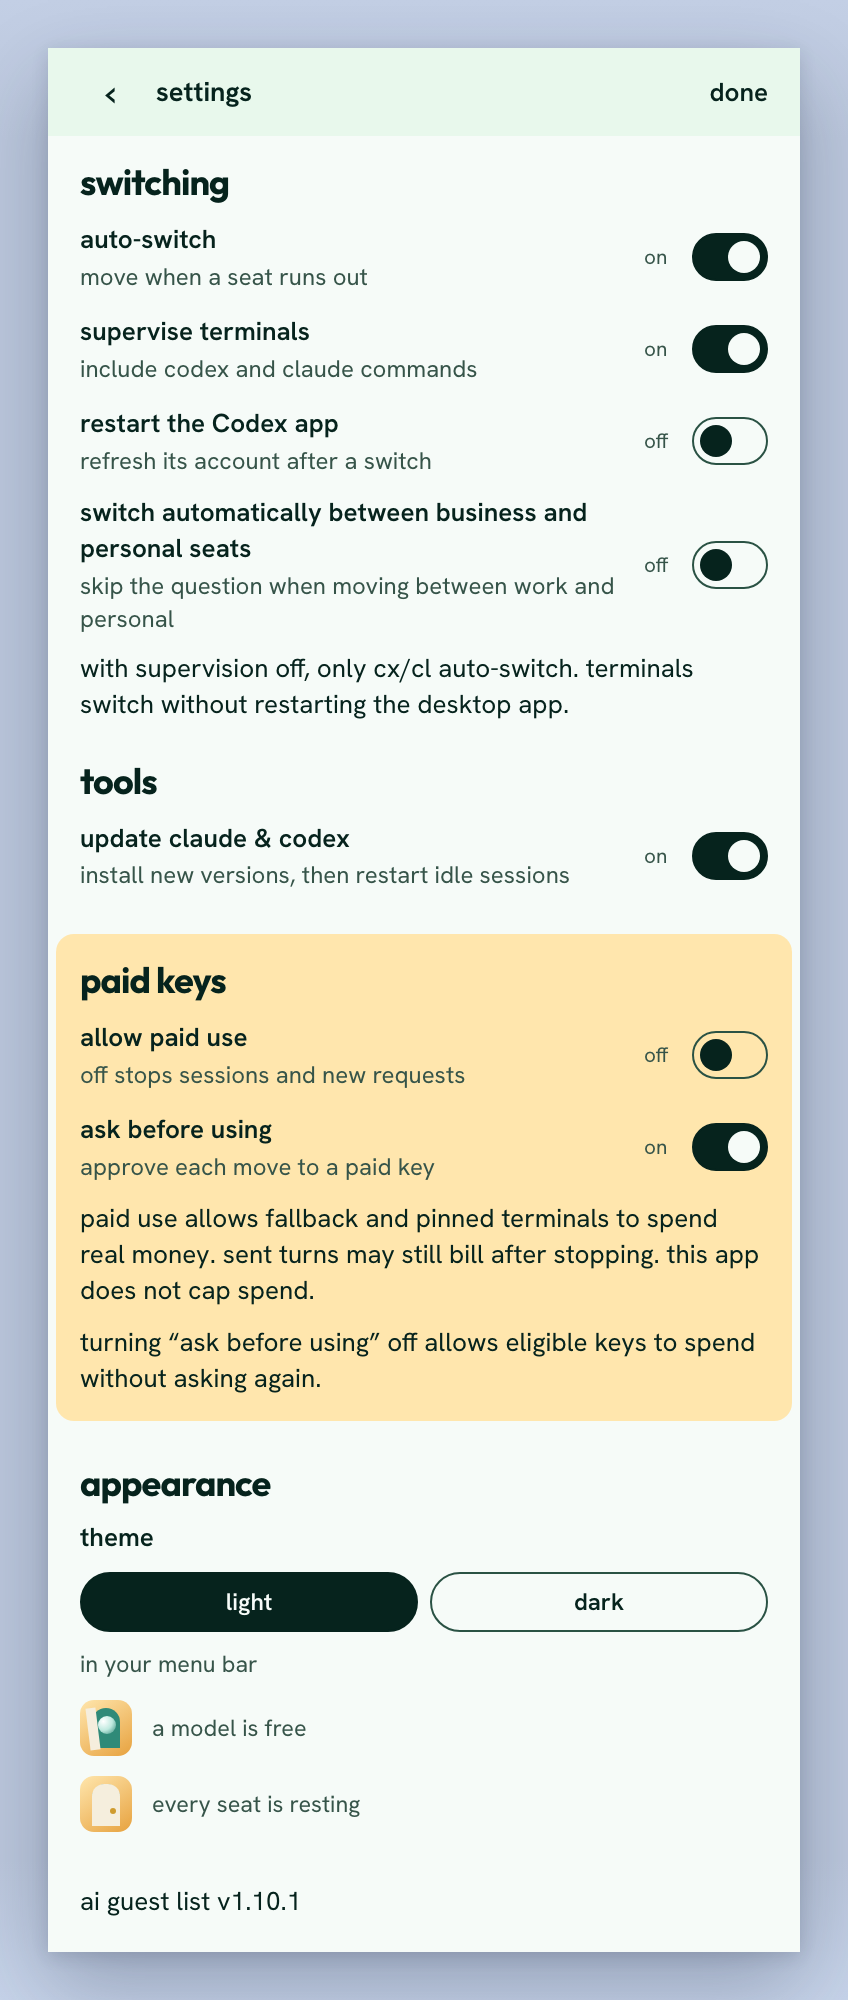 settings
done
switching
auto-switch
on
move when a seat runs out
supervise terminals
on
include codex and claude commands
restart the Codex app
off
refresh its account after a switch
switch automatically between business and
personal seats
off
skip the question when moving between work and
personal
with supervision off, only cx/cl auto-switch. terminals
switch without restarting the desktop app.
tools
update claude & codex
on
install new versions, then restart idle sessions
paid keys
allow paid use
off
off stops sessions and new requests
ask before using
on
approve each move to a paid key
paid use allows fallback and pinned terminals to spend
real money. sent turns may still bill after stopping. this app
does not cap spend.
turning “ask before using” off allows eligible keys to spend
without asking again.
appearance
theme
light
dark
in your menu bar
a model is free
every seat is resting
ai guest list v1.10.1